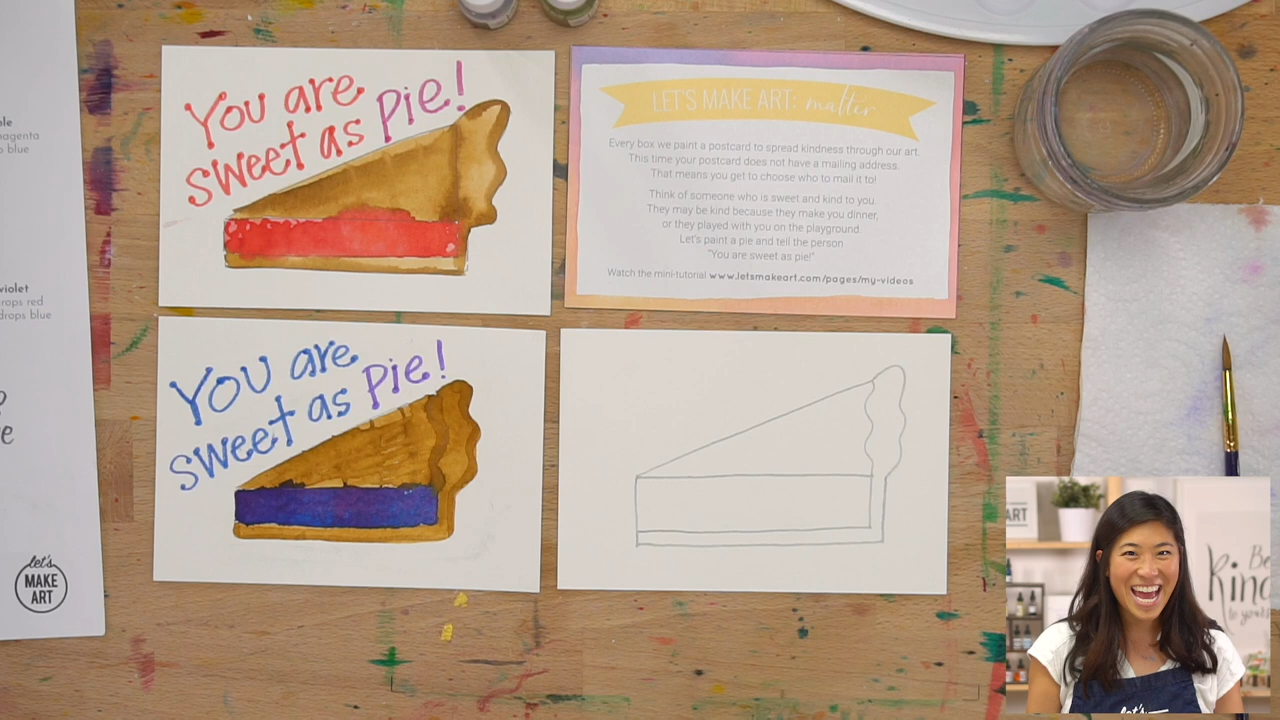 You are
sweet as pie!
LET'S MAKE ART: matter
Every box we paint a postcard to spread kindness through our art.
This time your postcard does not have a mailing address.
That means you get to choose who to mail it to!
Think of someone who is sweet and kind to you.
They may be kind because they make you dinner,
or they played with you on the playground.
Let's paint a pie and tell the person
"You are sweet as pie!"
Watch the mini-tutorial www.letsmakeart.com/pages/my-videos
You are
sweet as pie!
magenta
blue
violet
drops red
drops blue
let's
MAKE
ART
ART
Be
kind
to
let's